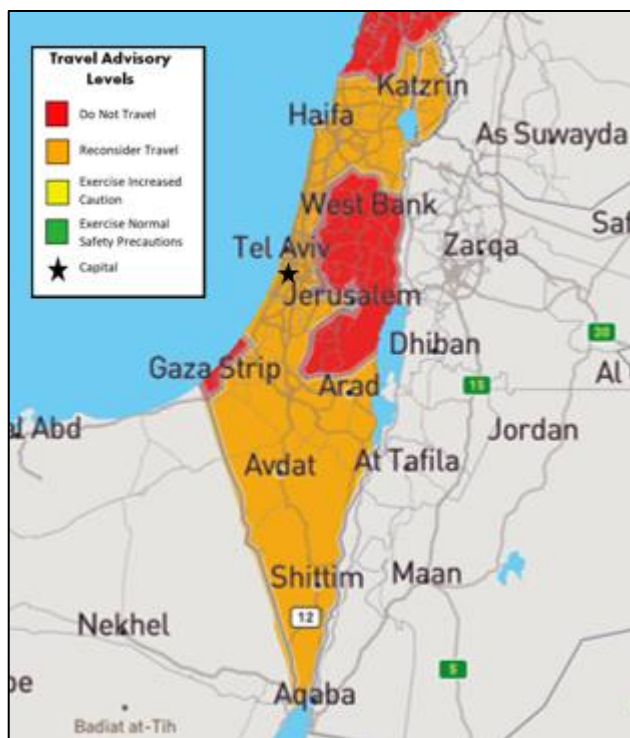 Travel Advisory
Levels
Do Not Travel
Reconsider Travel
Exercise Increased
Caution
Exercise Normal
Safety Precautions
Capital
Katzrin
Haifa
As Suwayda
West Bank
Saf
Tel Aviv
Zarqa
Jerusalem
30
Dhiban
Gaza Strip
Al
15
Arad
al Abd
Jordan
Avdat
At Tafila
Shittim
Maan
12
Nekhel
5
be
Aqaba
Badiat at-Tih